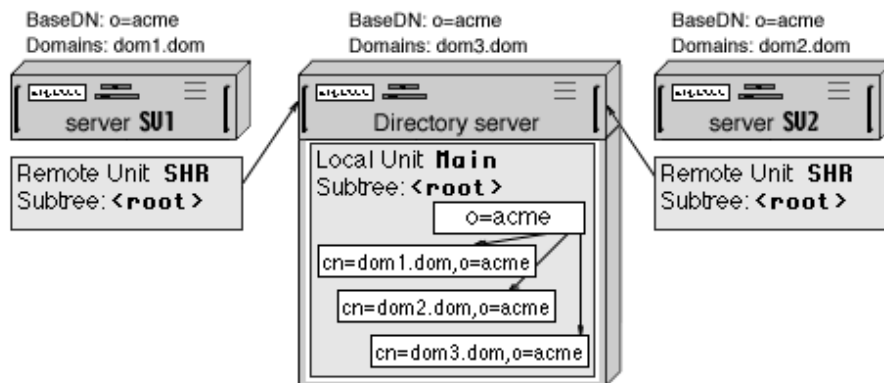 BaseDN: o=acme
Domains: dom1.dom
BaseDN: o=acme
Domains: dom3.dom
BaseDN: o=acme
Domains: dom2.dom
server SU1
Directory server
server SU2
Remote Unit SHR
Subtree: <root>
Local Unit Main
Subtree: <root>
o=acme
cn=dom1.dom,o=acme
cn=dom2.dom,o=acme
cn=dom3.dom,o=acme
Remote Unit SHR
Subtree: <root>